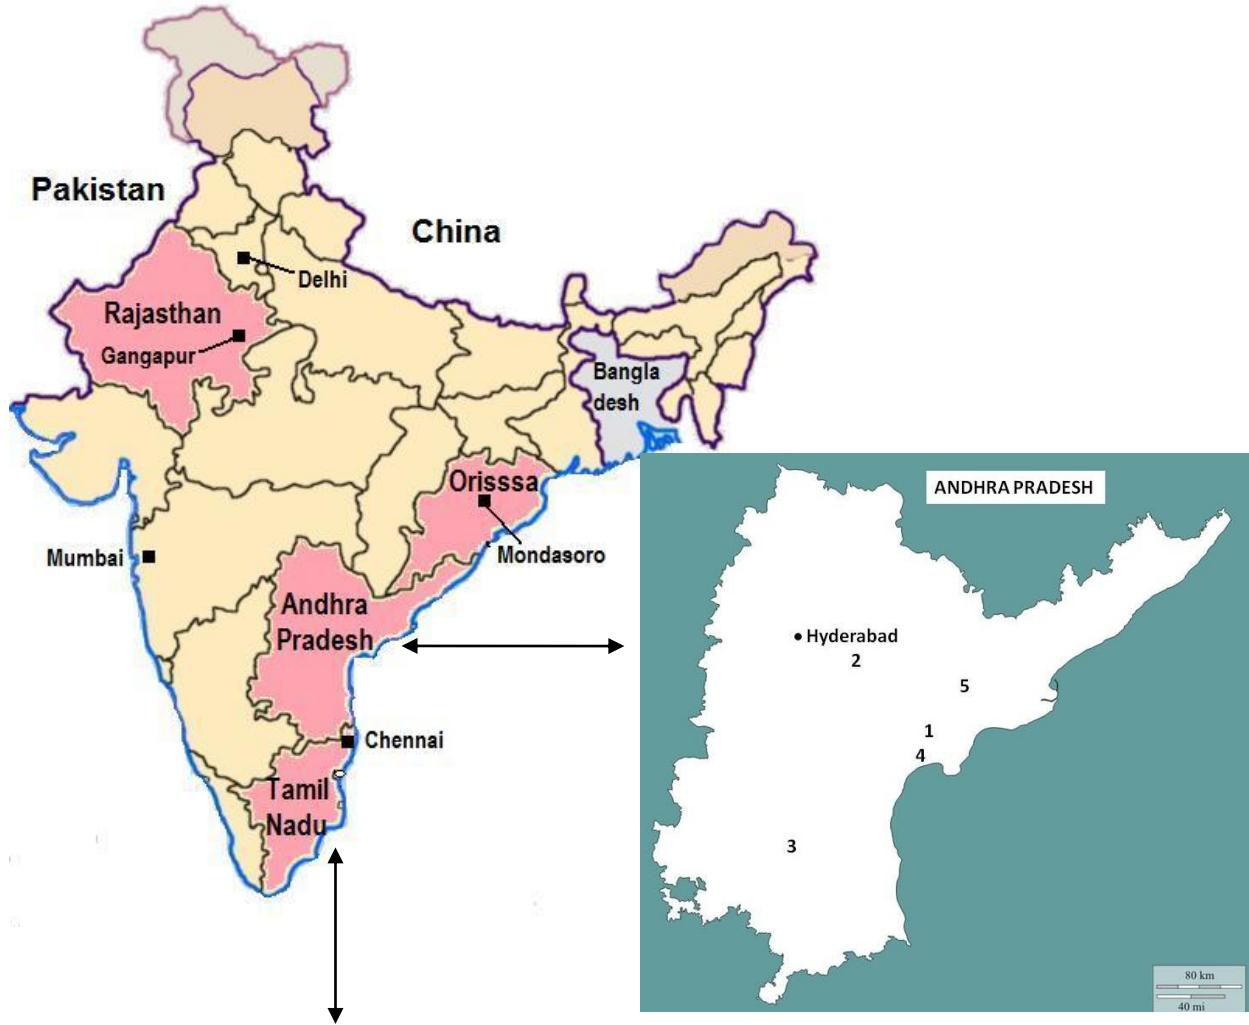 Pakistan
China
Delhi
Rajasthan
Gangapur
Bangla
desh
Orisssa
Mondasoro
Mumbai
Andhra
Pradesh
Chennai
Tamil
Nadu
ANDHRA PRADESH
Hyderabad
2
5
1
4
3
80 km
40 mi